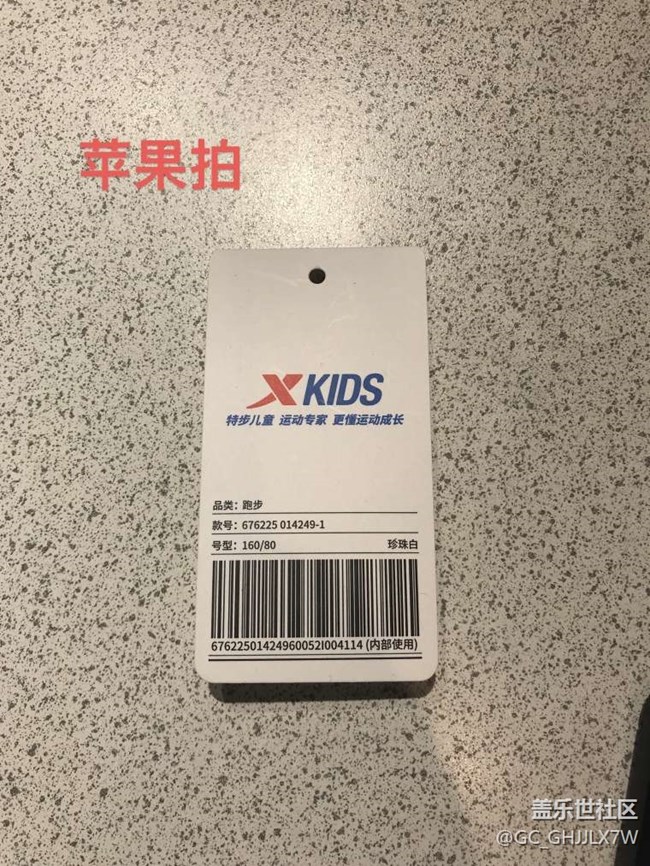 苹果拍
XKIDS
特步儿童 运动专家 更懂运动成长
品类：跑步
款号：676225 014249-1
号型：160/80 珍珠白
67622501424960052I004114 (内部使用)
盖乐世社区
@GC_GHJJLX7W